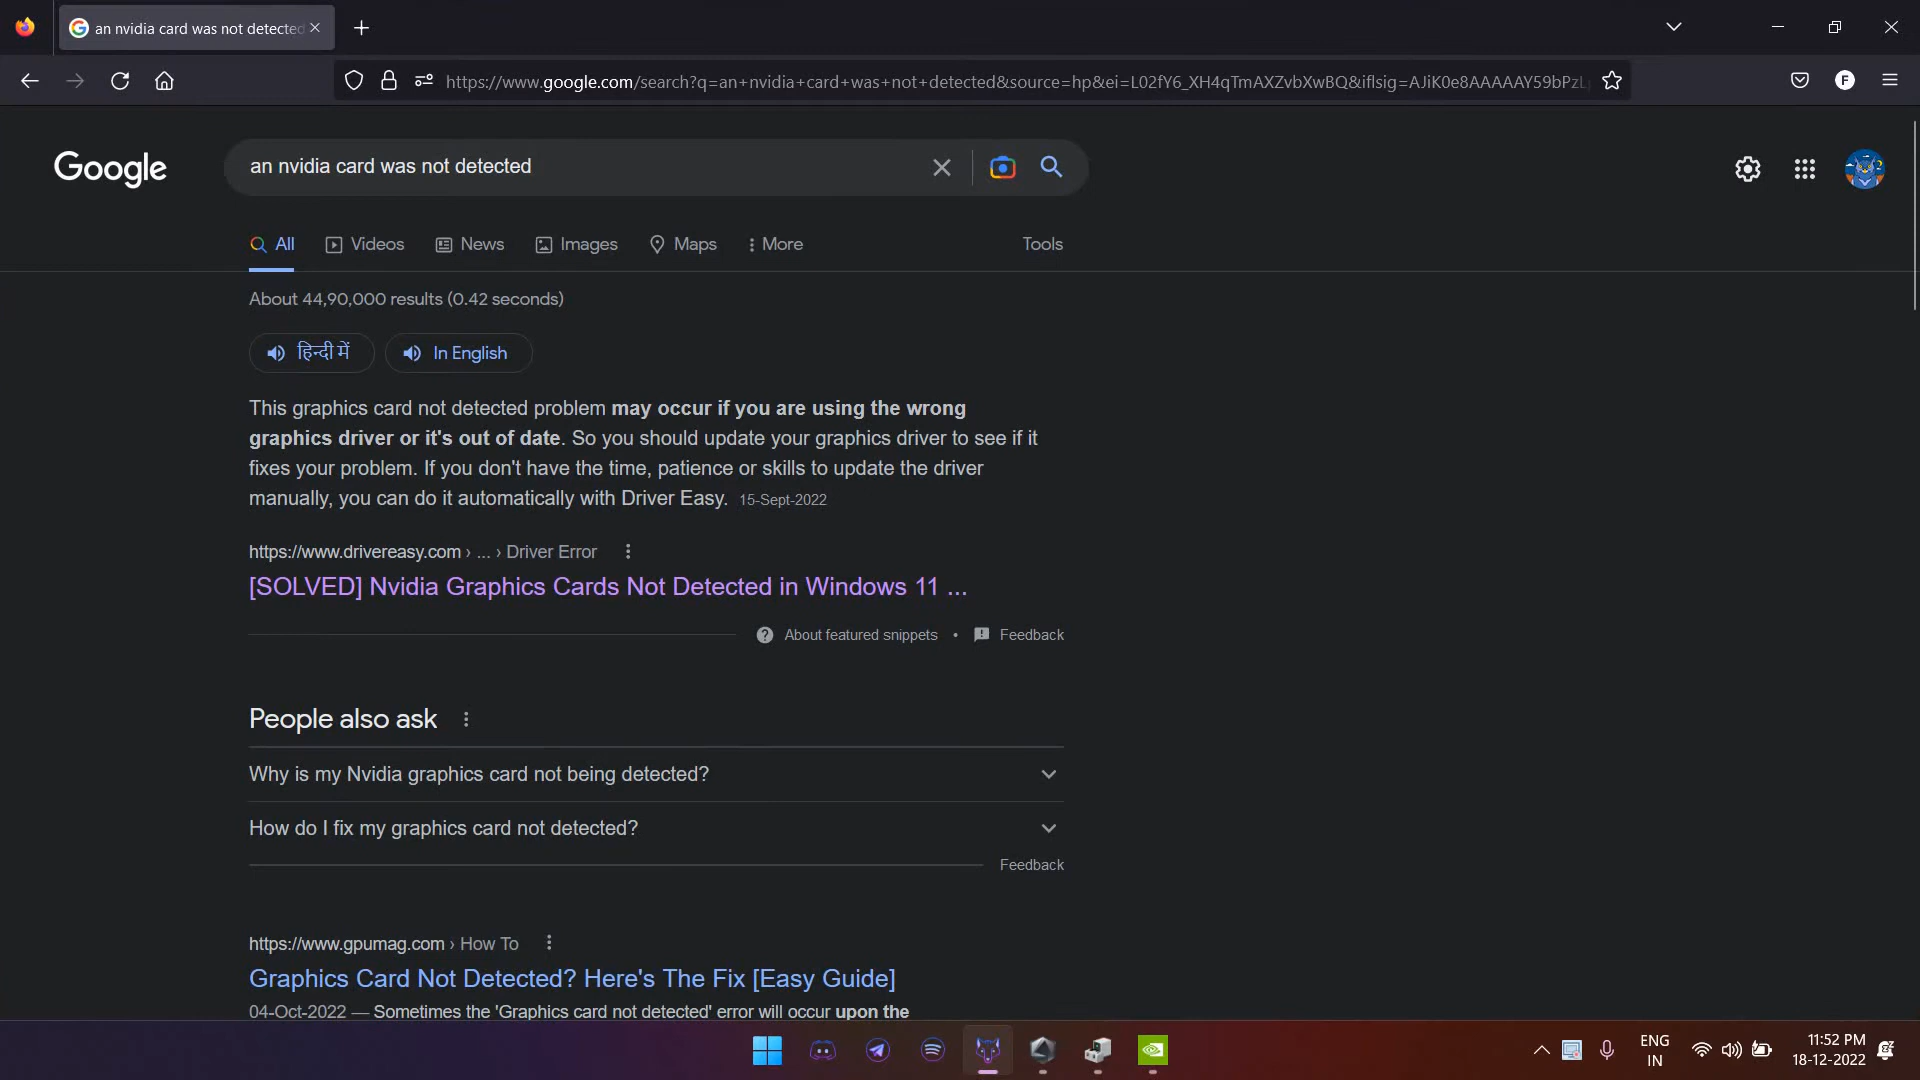 an nvidia card was not detected
https://www.google.com/search?q=an+nvidia+card+was+not+detected&source=hp&ei=L02fY6_XH4qTmAXZvbXwBQ&iflsig=AJiK0e8AAAAAY59bPzL
F
Google
an nvidia card was not detected
All Videos News Images Maps More Tools
About 44,90,000 results (0.42 seconds)
हिन्दी में In English
This graphics card not detected problem may occur if you are using the wrong
graphics driver or it's out of date. So you should update your graphics driver to see if it
fixes your problem. If you don't have the time, patience or skills to update the driver
manually, you can do it automatically with Driver Easy. 15-Sept-2022
https://www.drivereasy.com › ... › Driver Error
[SOLVED] Nvidia Graphics Cards Not Detected in Windows 11 ...
About featured snippets • Feedback
People also ask
Why is my Nvidia graphics card not being detected?
How do I fix my graphics card not detected?
Feedback
https://www.gpumag.com › How To
Graphics Card Not Detected? Here's The Fix [Easy Guide]
04-Oct-2022 — Sometimes the 'Graphics card not detected' error will occur upon the
ENG
IN
11:52 PM
18-12-2022